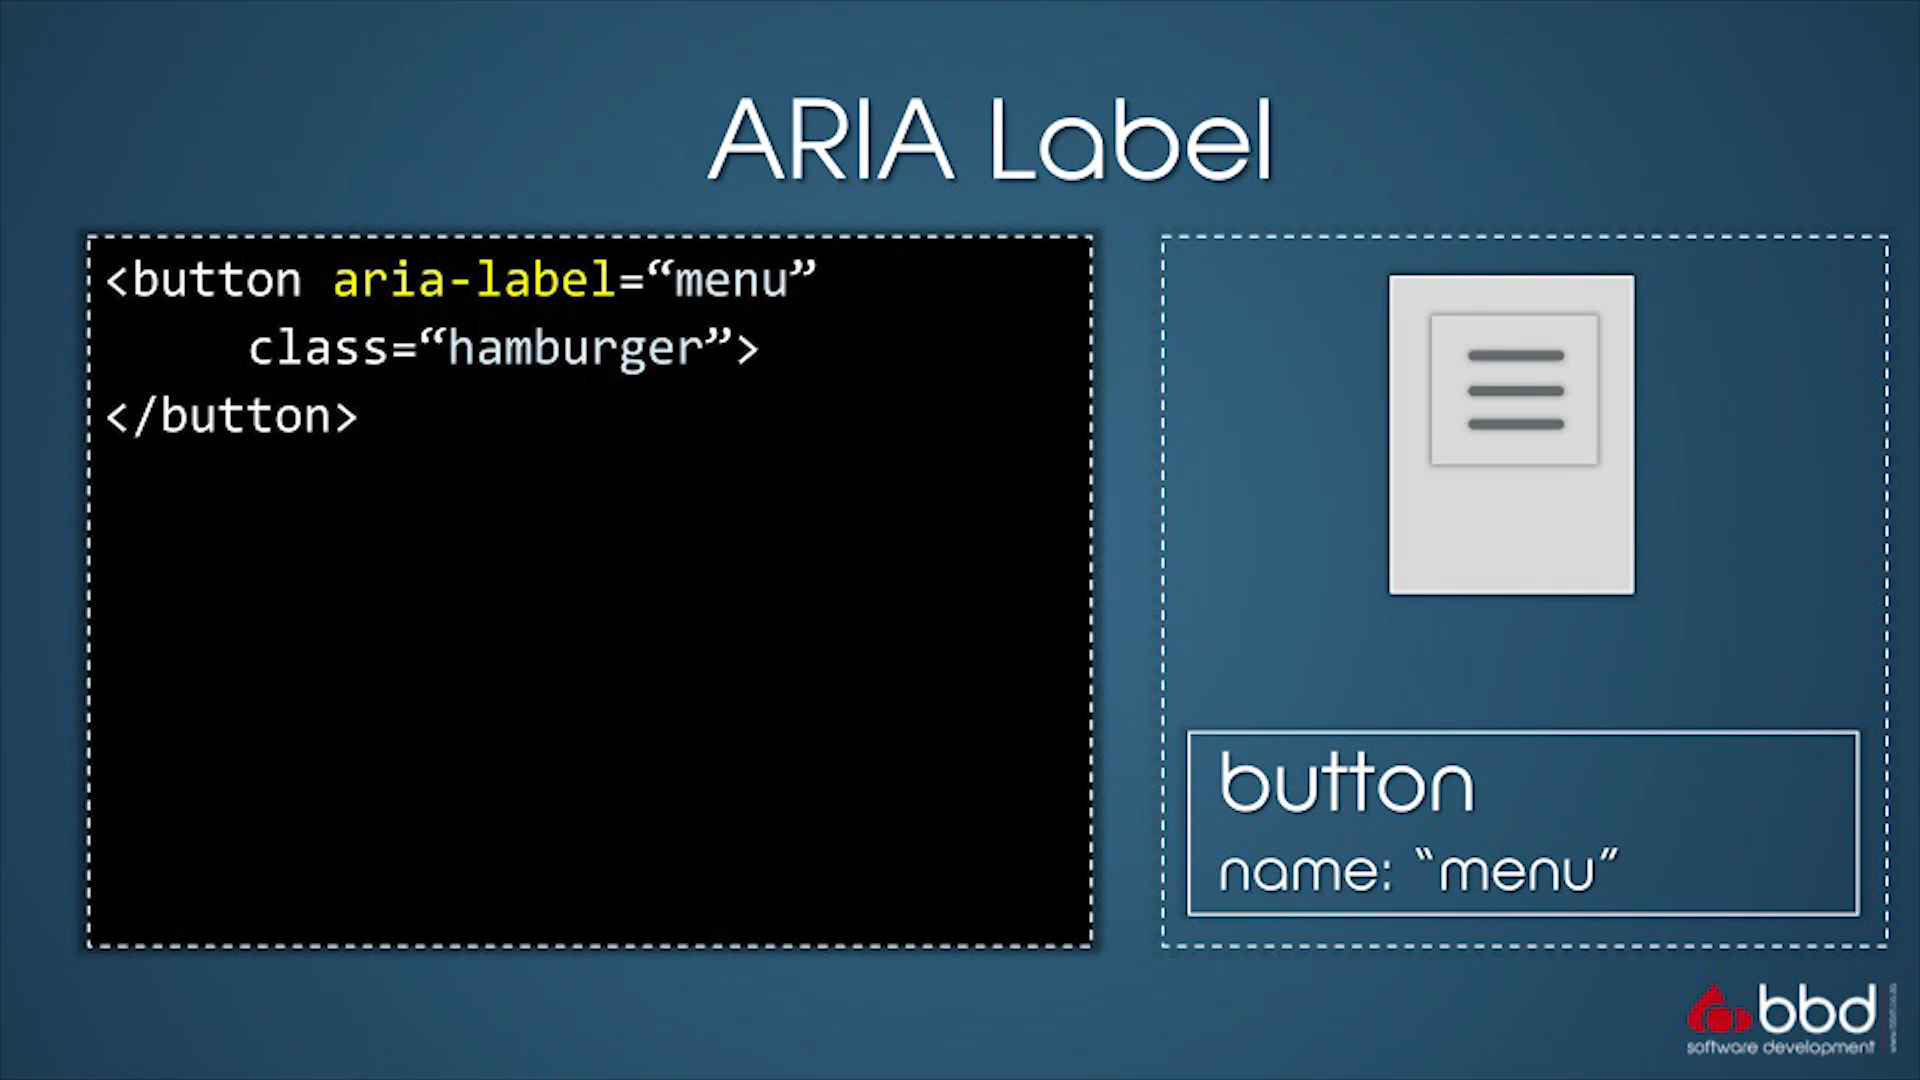 ARIA Label
<button aria-label=“menu”
class=“hamburger”>
</button>
button
name: “menu”
bbd
software development